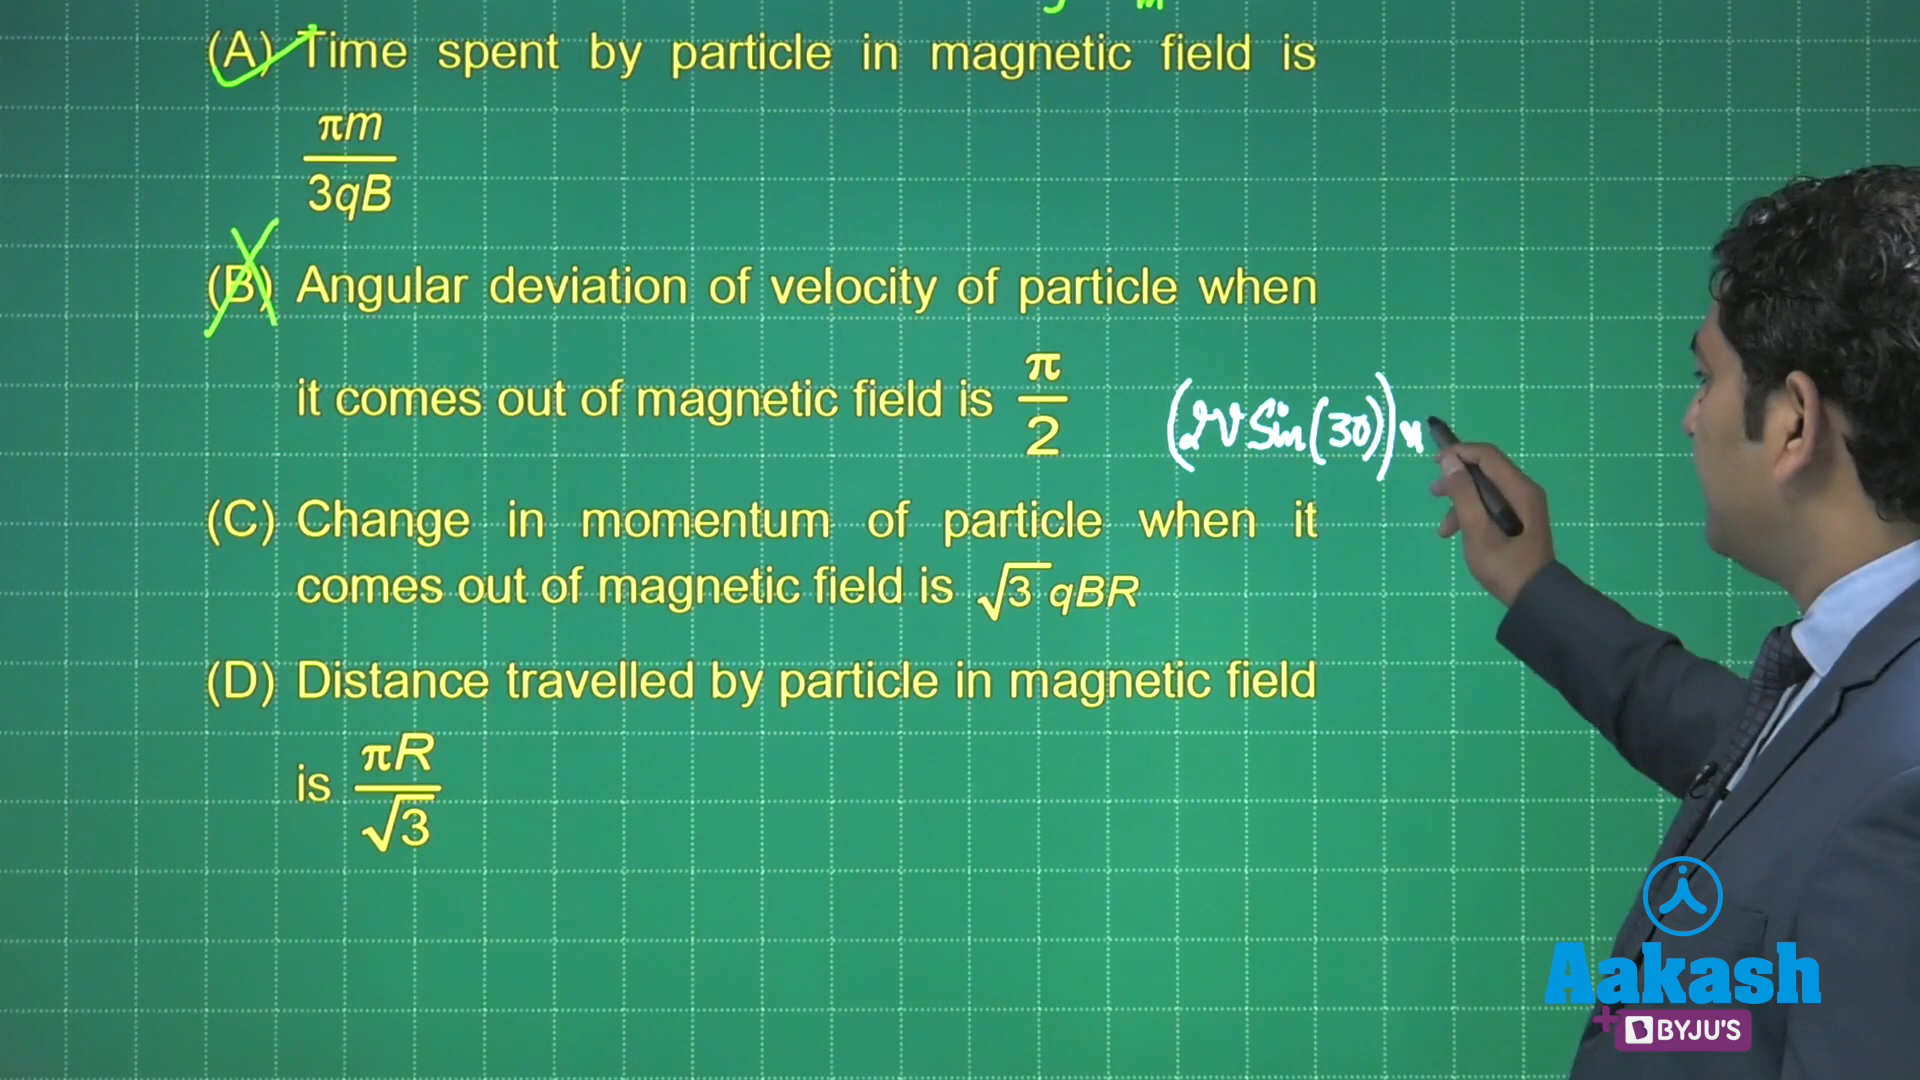 (A) Time spent by particle in magnetic field is
πm
3qB
(B) Angular deviation of velocity of particle when
it comes out of magnetic field is π/2
(2V Sin(30))m
(C) Change in momentum of particle when it
comes out of magnetic field is √3 qBR
(D) Distance travelled by particle in magnetic field
is πR/√3
Aakash
+ BYJU'S